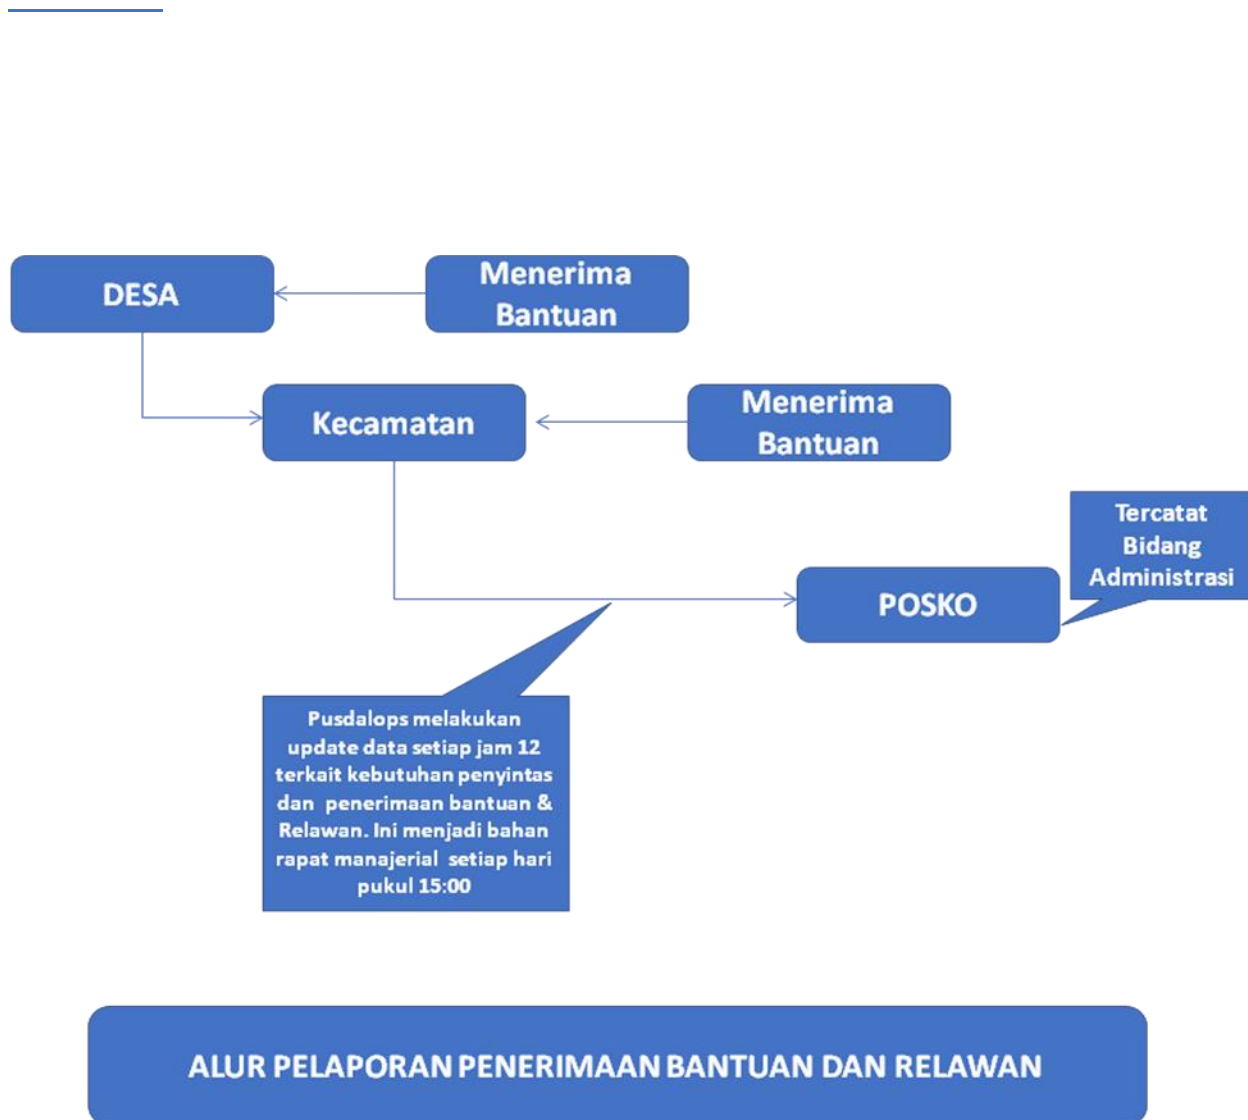 DESA
Menerima
Bantuan
Kecamatan
Menerima
Bantuan
Tercatat
Bidang
Administrasi
POSKO
Pusdalops melakukan
update data setiap jam 12
terkait kebutuhan penyintas
dan penerimaan bantuan &
Relawan. Ini menjadi bahan
rapat manajerial setiap hari
pukul 15:00
ALUR PELAPORAN PENERIMAAN BANTUAN DAN RELAWAN